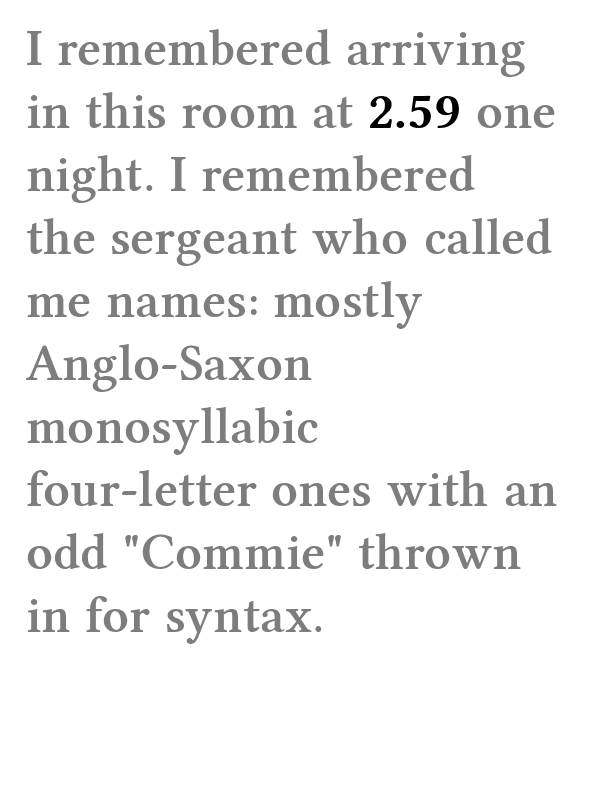 I remembered arriving
in this room at 2.59 one
night. I remembered
the sergeant who called
me names: mostly
Anglo-Saxon
monosyllabic
four-letter ones with an
odd "Commie" thrown
in for syntax.